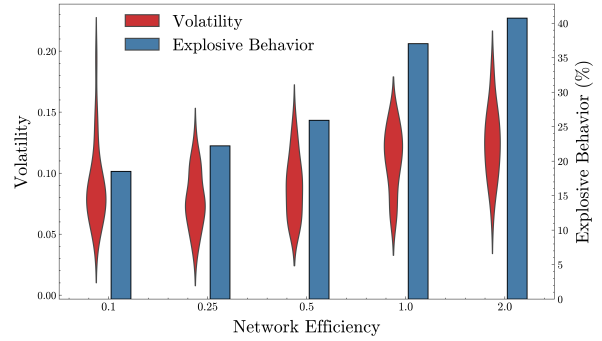 Volatility
Explosive Behavior
0.20
0.15
0.10
0.05
0.00
Volatility
40
35
30
25
20
15
10
5
0
Explosive Behavior (%)
0.1 0.25 0.5 1.0 2.0
Network Efficiency